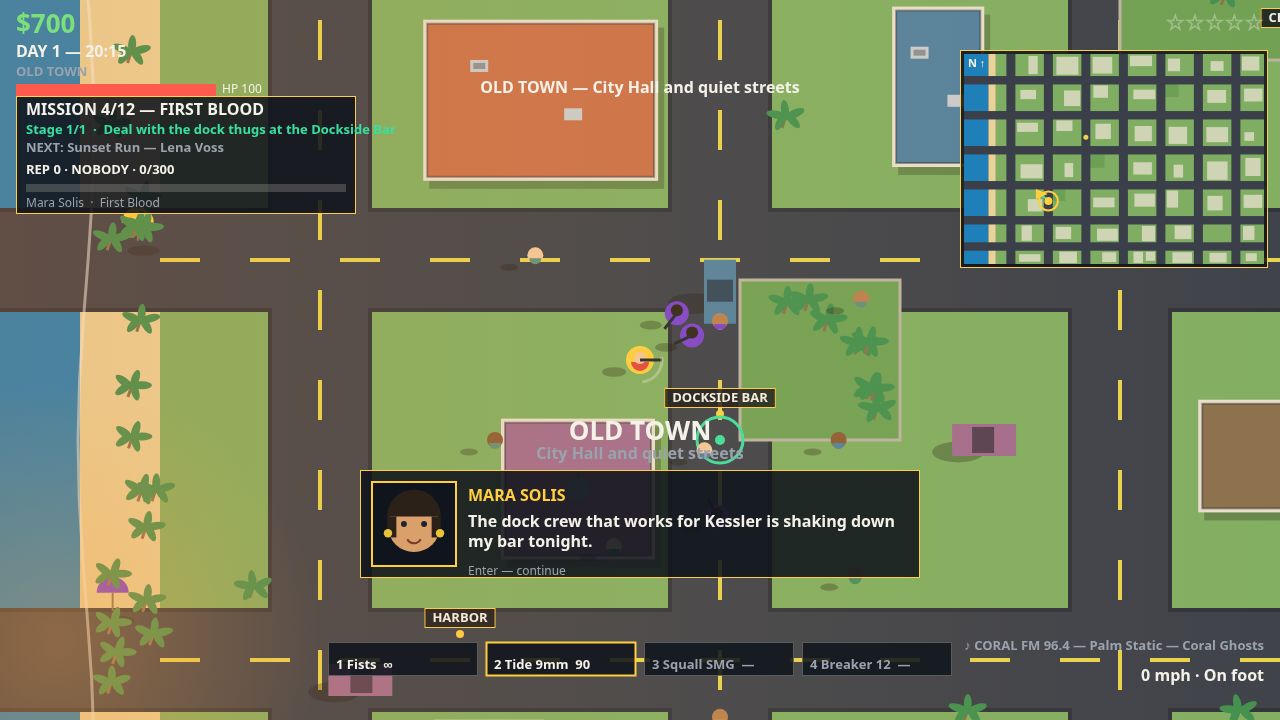 $700
DAY 1 — 20:15
OLD TOWN
HP 100
MISSION 4/12 — FIRST BLOOD
Stage 1/1 · Deal with the dock thugs at the Dockside Bar
NEXT: Sunset Run — Lena Voss
REP 0 · NOBODY · 0/300
Mara Solis · First Blood
OLD TOWN — City Hall and quiet streets
☆☆☆☆☆
N ↑
DOCKSIDE BAR
OLD TOWN
City Hall and quiet streets
MARA SOLIS
The dock crew that works for Kessler is shaking down
my bar tonight.
Enter — continue
HARBOR
1 Fists ∞
2 Tide 9mm 90
3 Squall SMG —
4 Breaker 12 —
♪ CORAL FM 96.4 — Palm Static — Coral Ghosts
0 mph · On foot